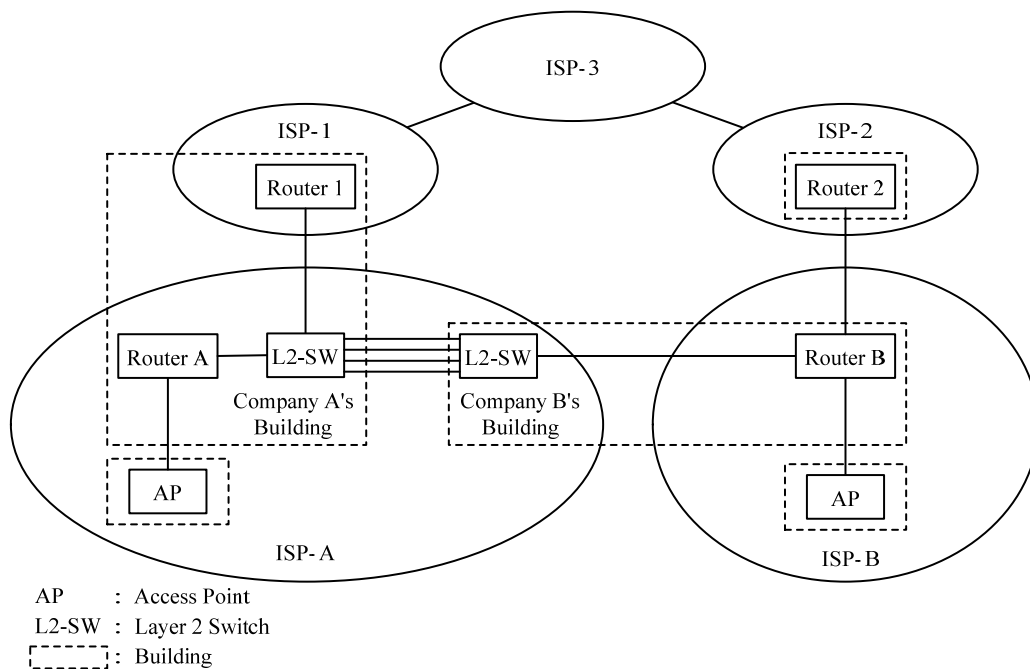 ISP-3
ISP-1
ISP-2
Router 1
Router 2
Router A
L2-SW
L2-SW
Router B
Company A's
Building
Company B's
Building
AP
AP
ISP-A
ISP-B
AP : Access Point
L2-SW : Layer 2 Switch
: Building